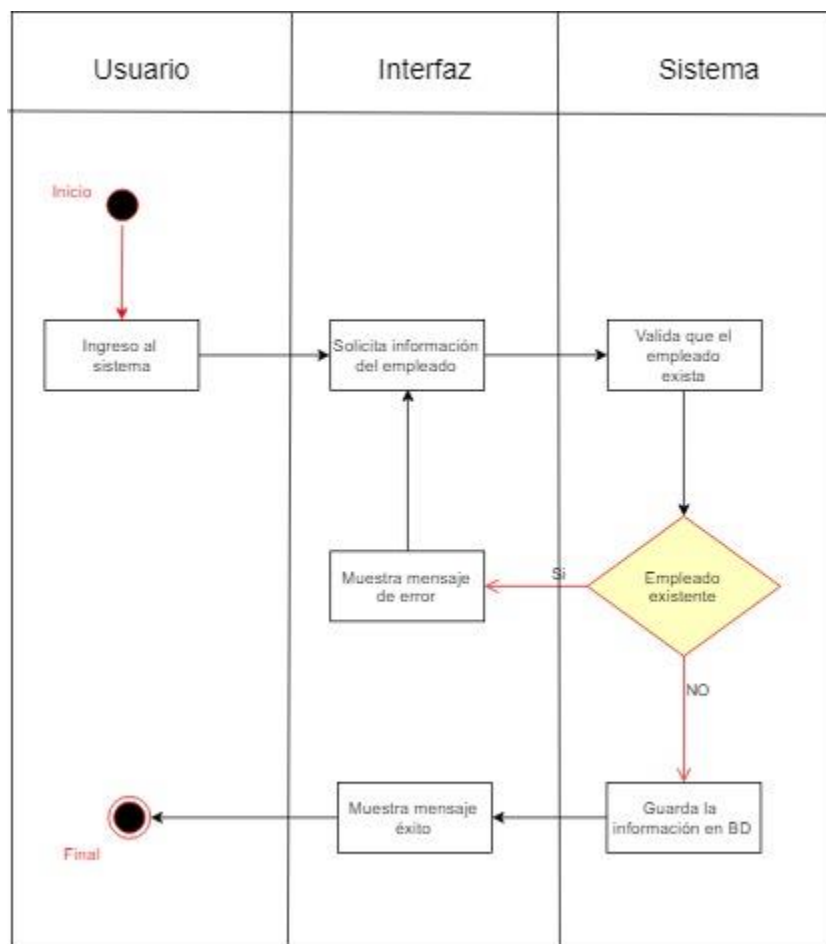 Usuario
Interfaz
Sistema
Inicio
Ingreso al
sistema
Solicita información
del empleado
Valida que el
empleado
exista
Muestra mensaje
de error
Si
Empleado
existente
NO
Guarda la
información en BD
Muestra mensaje
éxito
Final